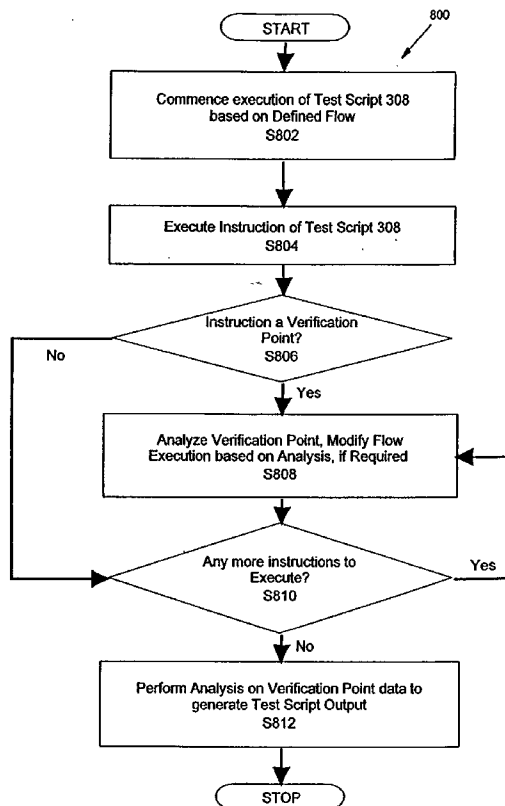 START
800
Commence execution of Test Script 308
based on Defined Flow
S802
Execute Instruction of Test Script 308
S804
Instruction a Verification
Point?
S806
No
Yes
Analyze Verification Point, Modify Flow
Execution based on Analysis, if Required
S808
Any more instructions to
Execute?
S810
Yes
No
Perform Analysis on Verification Point data to
generate Test Script Output
S812
STOP